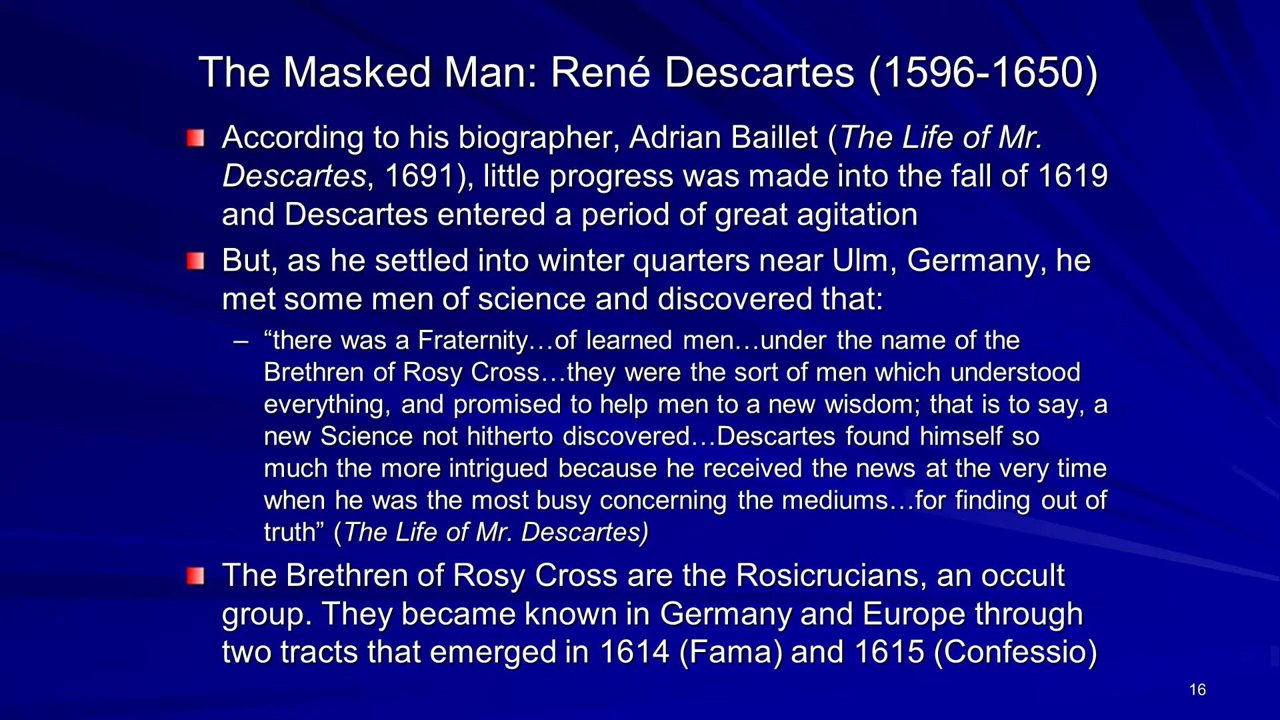 The Masked Man: René Descartes (1596-1650)
According to his biographer, Adrian Baillet (The Life of Mr.
Descartes, 1691), little progress was made into the fall of 1619
and Descartes entered a period of great agitation
But, as he settled into winter quarters near Ulm, Germany, he
met some men of science and discovered that:
– “there was a Fraternity…of learned men…under the name of the
Brethren of Rosy Cross…they were the sort of men which understood
everything, and promised to help men to a new wisdom; that is to say, a
new Science not hitherto discovered…Descartes found himself so
much the more intrigued because he received the news at the very time
when he was the most busy concerning the mediums…for finding out of
truth” (The Life of Mr. Descartes)
The Brethren of Rosy Cross are the Rosicrucians, an occult
group. They became known in Germany and Europe through
two tracts that emerged in 1614 (Fama) and 1615 (Confessio)
16